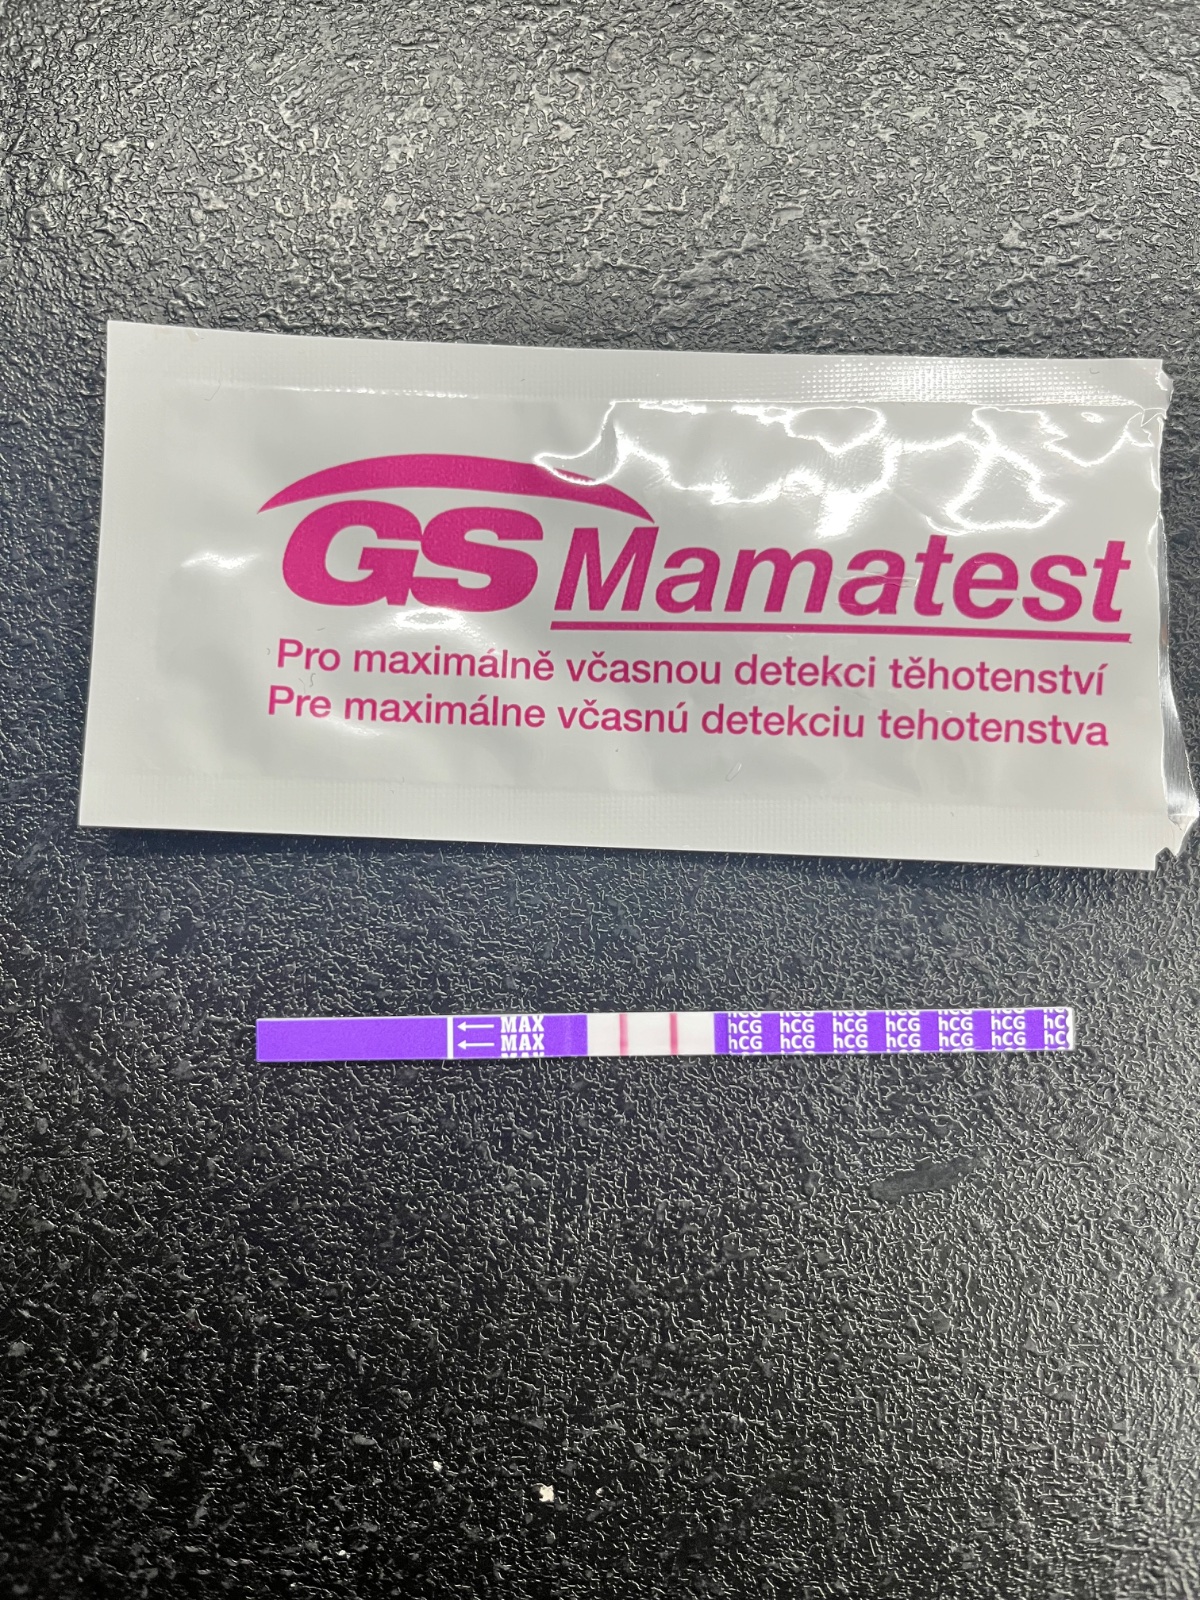 GS Mamatest
Pro maximálně včasnou detekci těhotenství
Pre maximálne včasnú detekciu tehotenstva
← MAX hCG hCG hCG hCG hCG hCG
← MAX hCG hCG hCG hCG hCG hCG